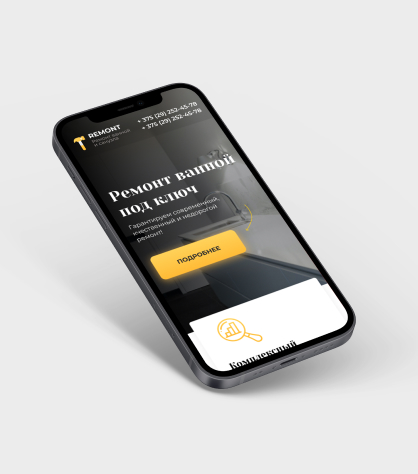 REMONT
Ремонт ванной
и санузла
+ 375 (29) 252-45-78
+ 375 (29) 252-45-78
Ремонт ванной
под ключ
Гарантируем современный,
качественный и недорогой
ремонт!
ПОДРОБНЕЕ
Комплексный